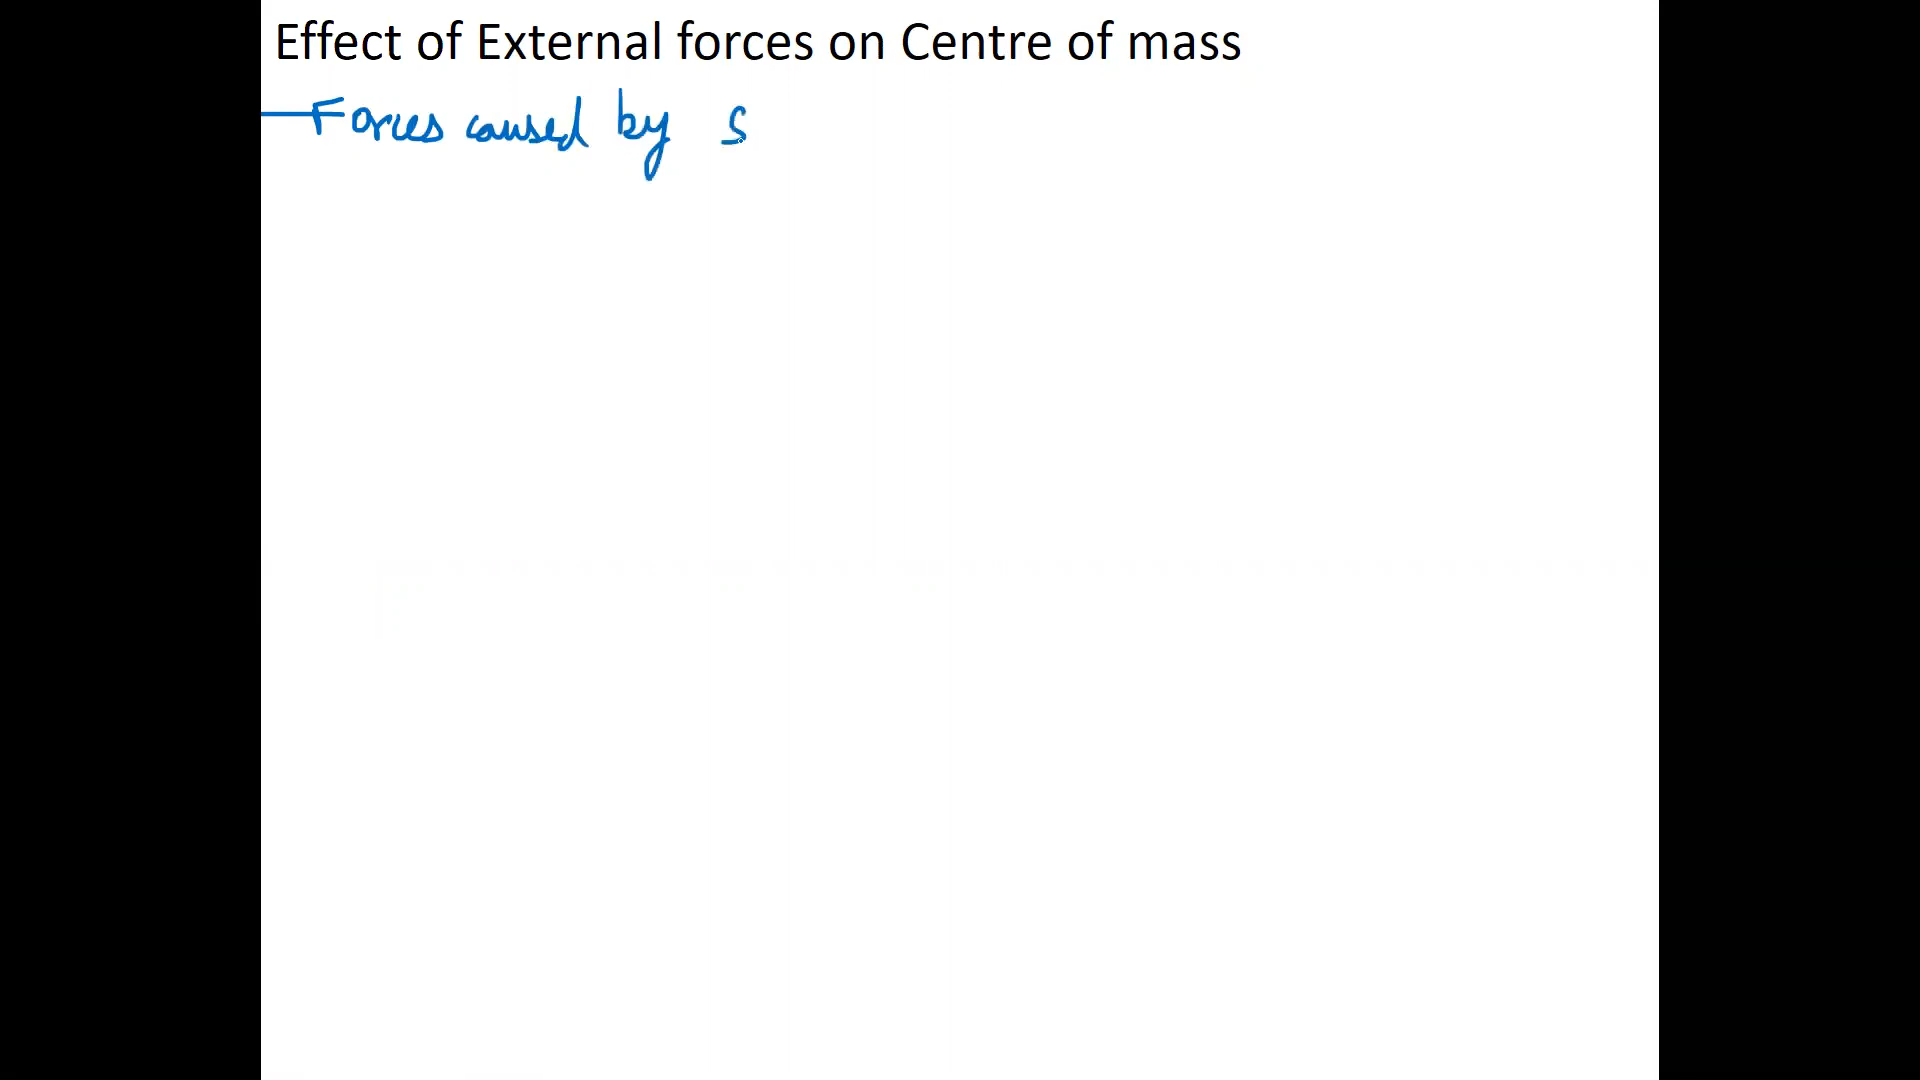 Effect of External forces on Centre of mass
Forces caused by s